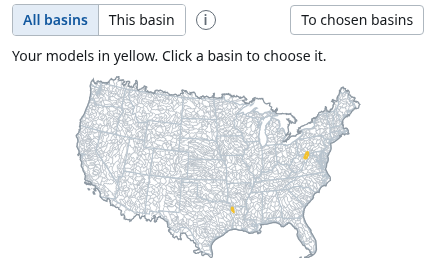 All basins This basin i To chosen basins
Your models in yellow. Click a basin to choose it.